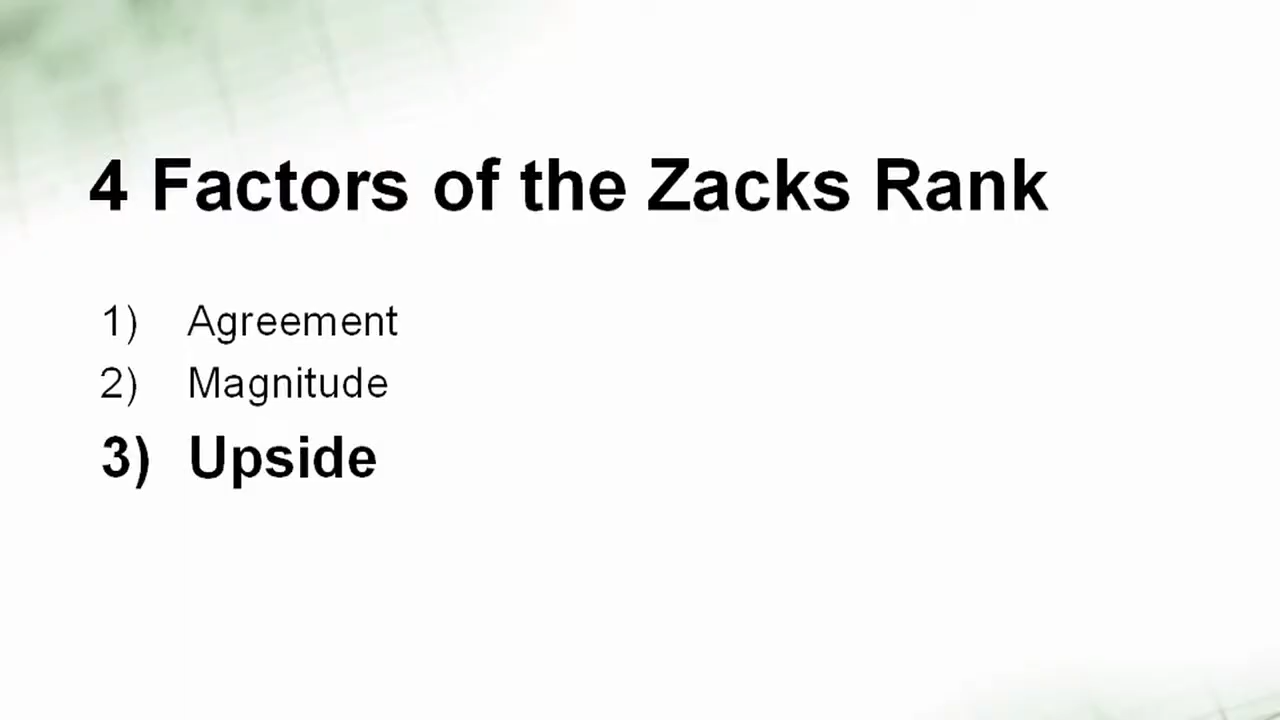 4 Factors of the Zacks Rank
1) Agreement
2) Magnitude
3) Upside